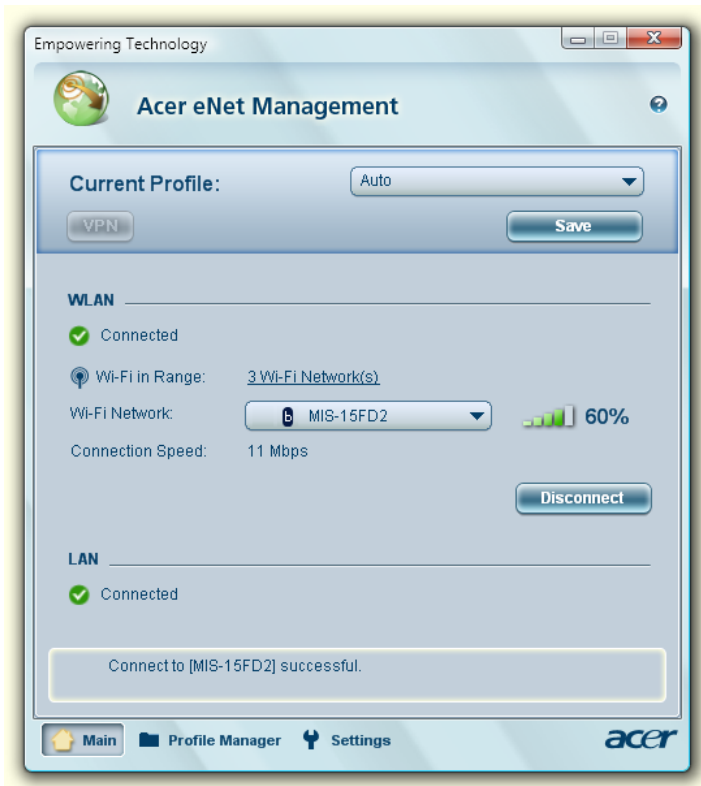 Empowering Technology
Acer eNet Management
Current Profile: Auto
VPN Save
WLAN
Connected
Wi-Fi in Range: 3 Wi-Fi Network(s)
Wi-Fi Network: b MIS-15FD2 60%
Connection Speed: 11 Mbps
Disconnect
LAN
Connected
Connect to [MIS-15FD2] successful.
Main Profile Manager Settings acer